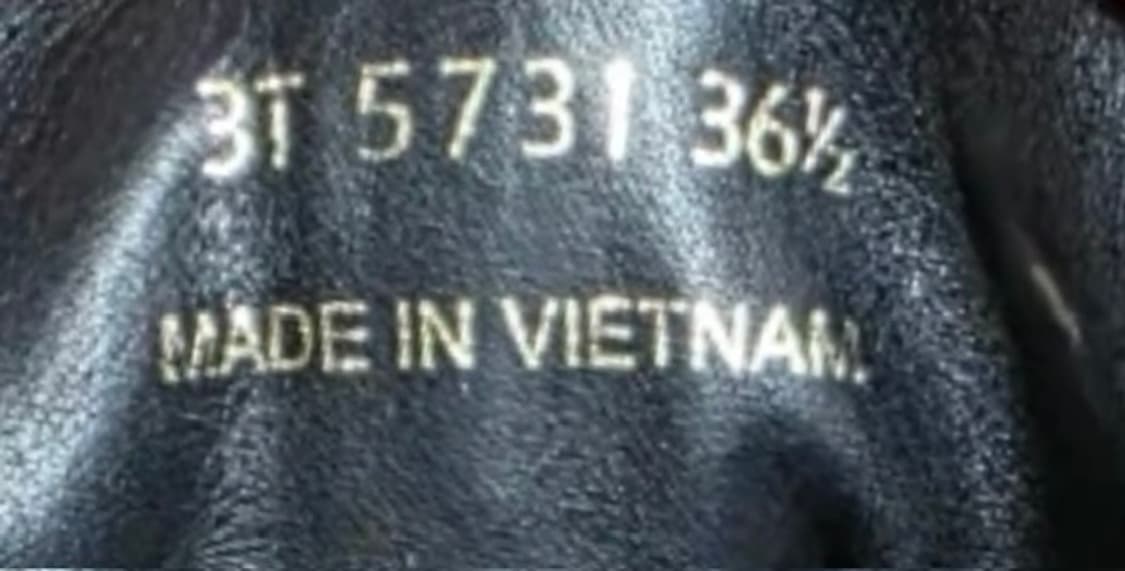 3T 5731 36½
MADE IN VIETNAM.